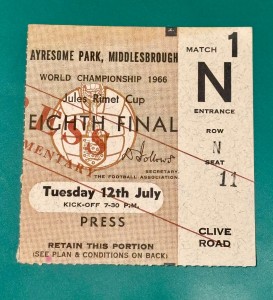 AYRESOME PARK, MIDDLESBROUGH
WORLD CHAMPIONSHIP 1966
Jules Rimet Cup
EIGHTH FINAL
D Follows
SECRETARY
THE FOOTBALL ASSOCIATION
Tuesday 12th July
KICK-OFF 7-30 P.M.
PRESS
RETAIN THIS PORTION
(SEE PLAN & CONDITIONS ON BACK)
MATCH 1
N
ENTRANCE
ROW
N
SEAT
11
CLIVE
ROAD